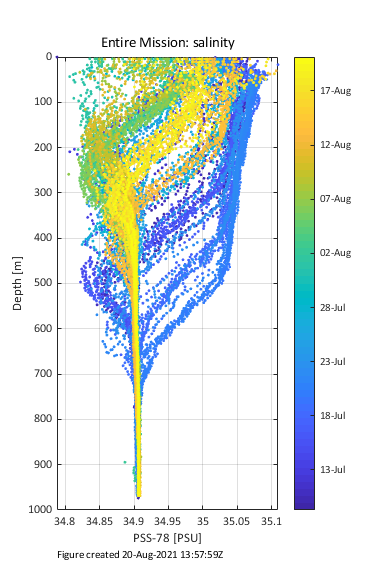 Entire Mission: salinity
0
100
200
300
400
500
600
700
800
900
1000
Depth [m]
34.8 34.85 34.9 34.95 35 35.05 35.1
PSS-78 [PSU]
17-Aug
12-Aug
07-Aug
02-Aug
28-Jul
23-Jul
18-Jul
13-Jul
Figure created 20-Aug-2021 13:57:59Z